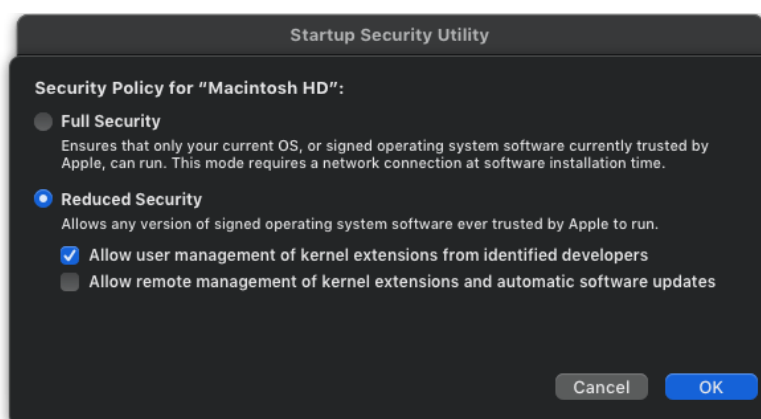 Startup Security Utility
Security Policy for “Macintosh HD”:
Full Security
Ensures that only your current OS, or signed operating system software currently trusted by
Apple, can run. This mode requires a network connection at software installation time.
Reduced Security
Allows any version of signed operating system software ever trusted by Apple to run.
Allow user management of kernel extensions from identified developers
Allow remote management of kernel extensions and automatic software updates
Cancel
OK